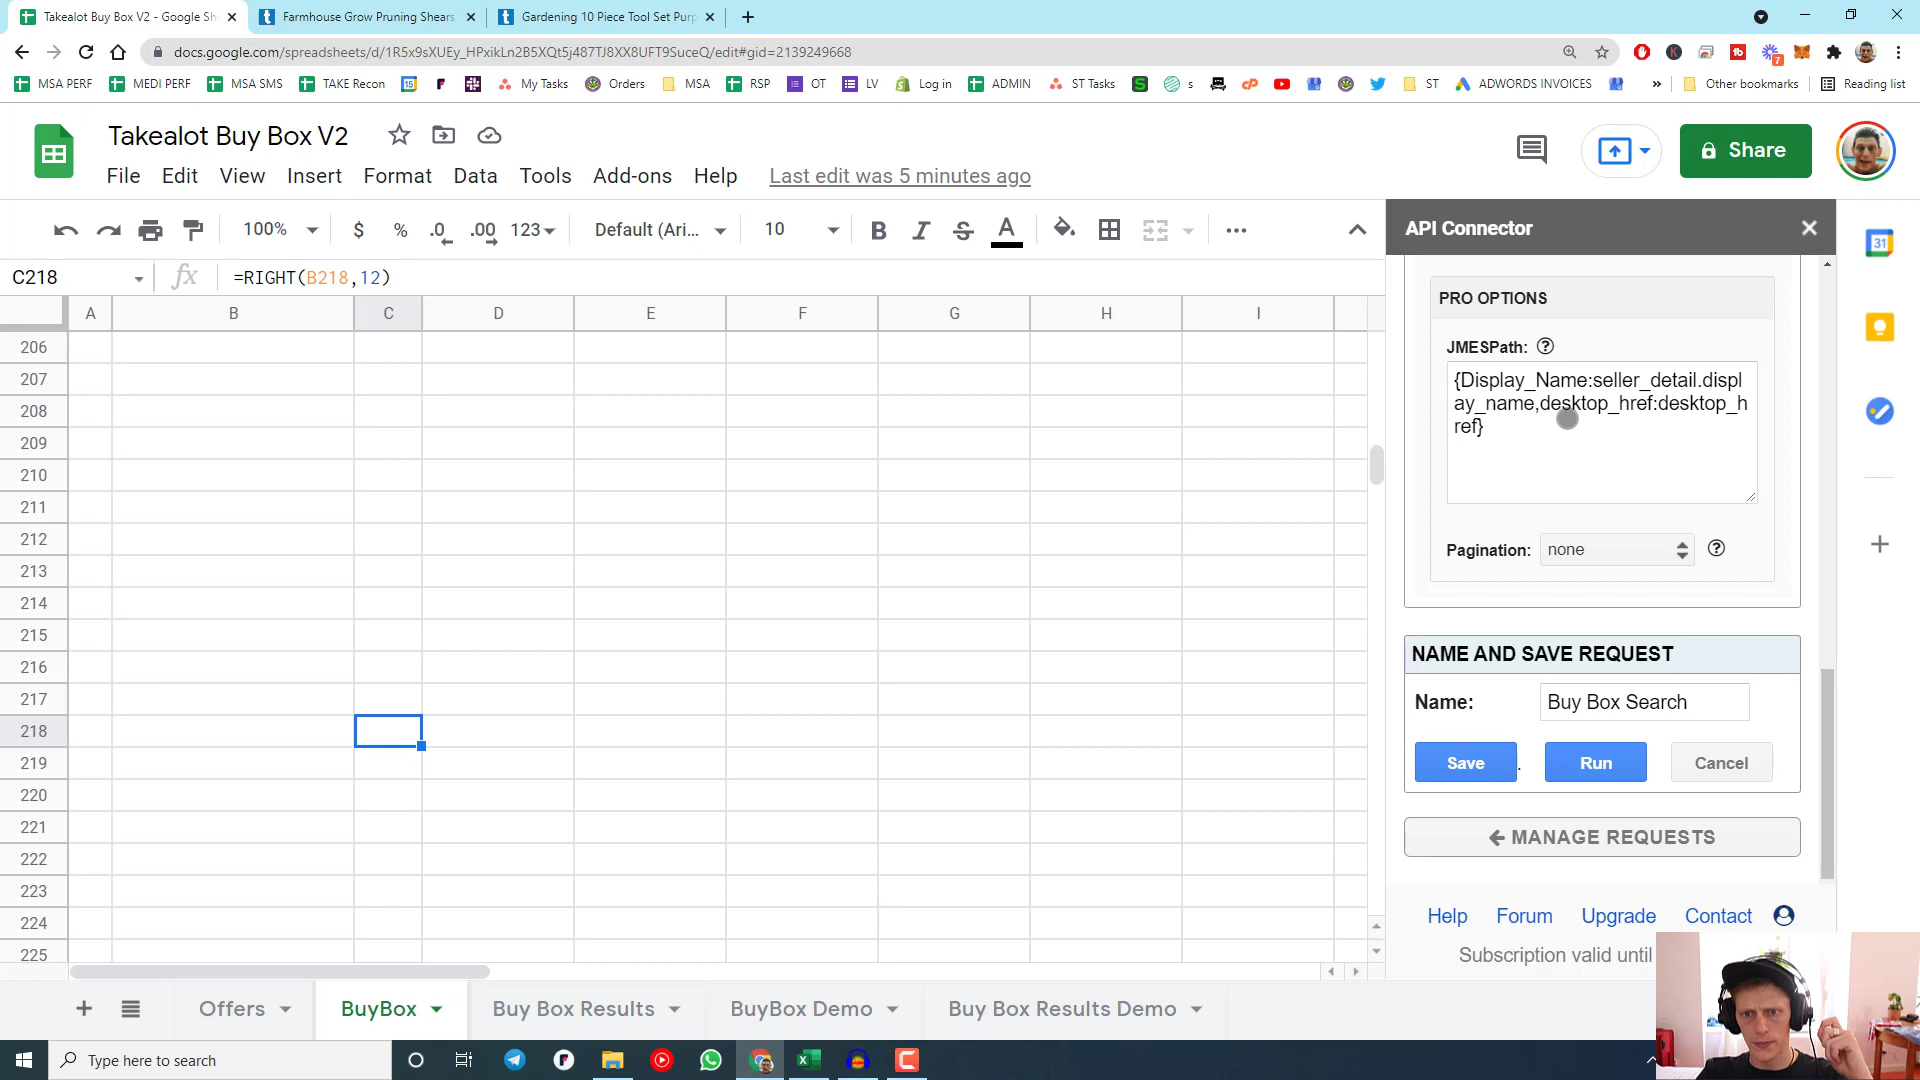 Takealot Buy Box V2 - Google Sh
Farmhouse Grow Pruning Shears
Gardening 10 Piece Tool Set Purp
docs.google.com/spreadsheets/d/1R5x9sXUEy_HPxikLn2B5XQt5j487TJ8XX8UFT9SuceQ/edit#gid=2139249668
7
MSA PERF
MEDI PERF
MSA SMS
TAKE Recon
My Tasks
Orders
MSA
RSP
OT
LV
Log in
ADMIN
ST Tasks
s
ST
ADWORDS INVOICES
»
Other bookmarks
Reading list
Takealot Buy Box V2
Share
File Edit View Insert Format Data Tools Add-ons Help Last edit was 5 minutes ago
100% $ % .0 .00 123 Default (Ari... 10 B I S A
API Connector
31
C218
fx
=RIGHT(B218,12)
A B C D E F G H I
206
207
208
209
210
211
212
213
214
215
216
217
218
219
220
221
222
223
224
225
PRO OPTIONS
JMESPath:
{Display_Name:seller_detail.displ
ay_name,desktop_href:desktop_h
ref}
Pagination: none
NAME AND SAVE REQUEST
Name: Buy Box Search
Save . Run Cancel
MANAGE REQUESTS
Help Forum Upgrade Contact
Subscription valid until
Offers BuyBox Buy Box Results BuyBox Demo Buy Box Results Demo
Type here to search